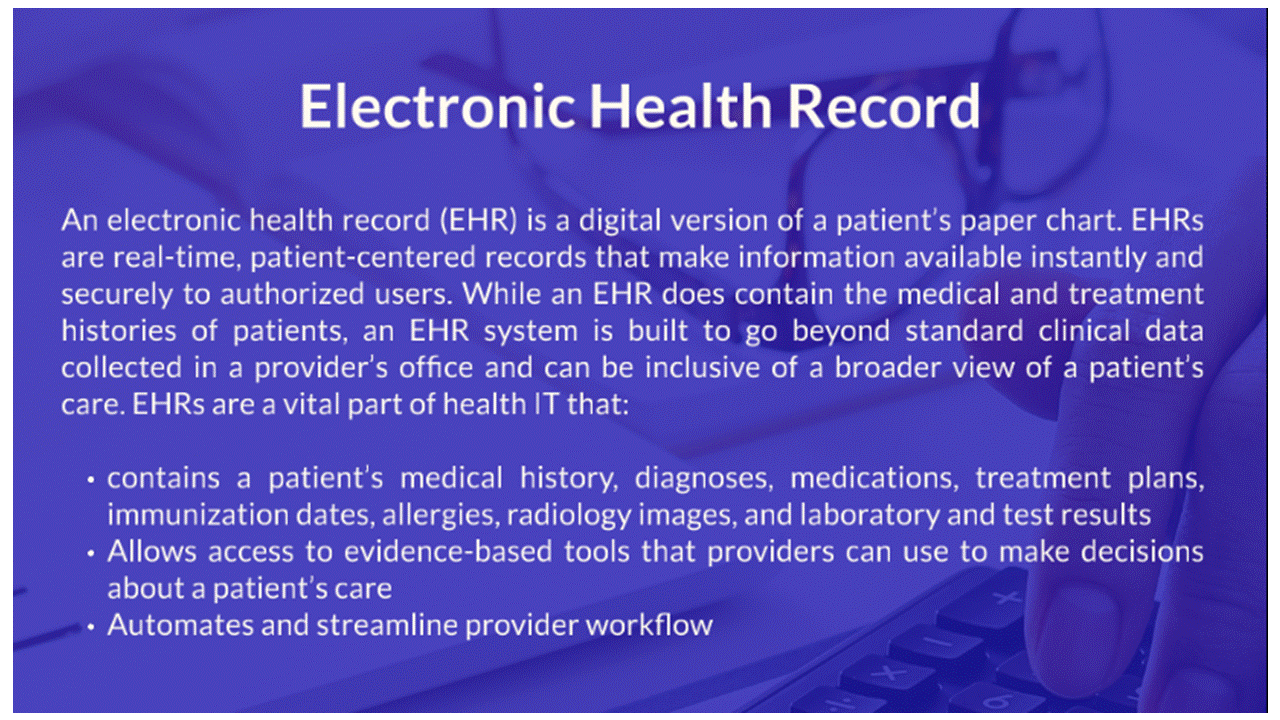 Electronic Health Record
An electronic health record (EHR) is a digital version of a patient's paper chart. EHRs
are real-time, patient-centered records that make information available instantly and
securely to authorized users. While an EHR does contain the medical and treatment
histories of patients, an EHR system is built to go beyond standard clinical data
collected in a provider's office and can be inclusive of a broader view of a patient's
care. EHRs are a vital part of health IT that:
• contains a patient's medical history, diagnoses, medications, treatment plans,
immunization dates, allergies, radiology images, and laboratory and test results
• Allows access to evidence-based tools that providers can use to make decisions
about a patient's care
• Automates and streamline provider workflow
+
−
×
÷
6